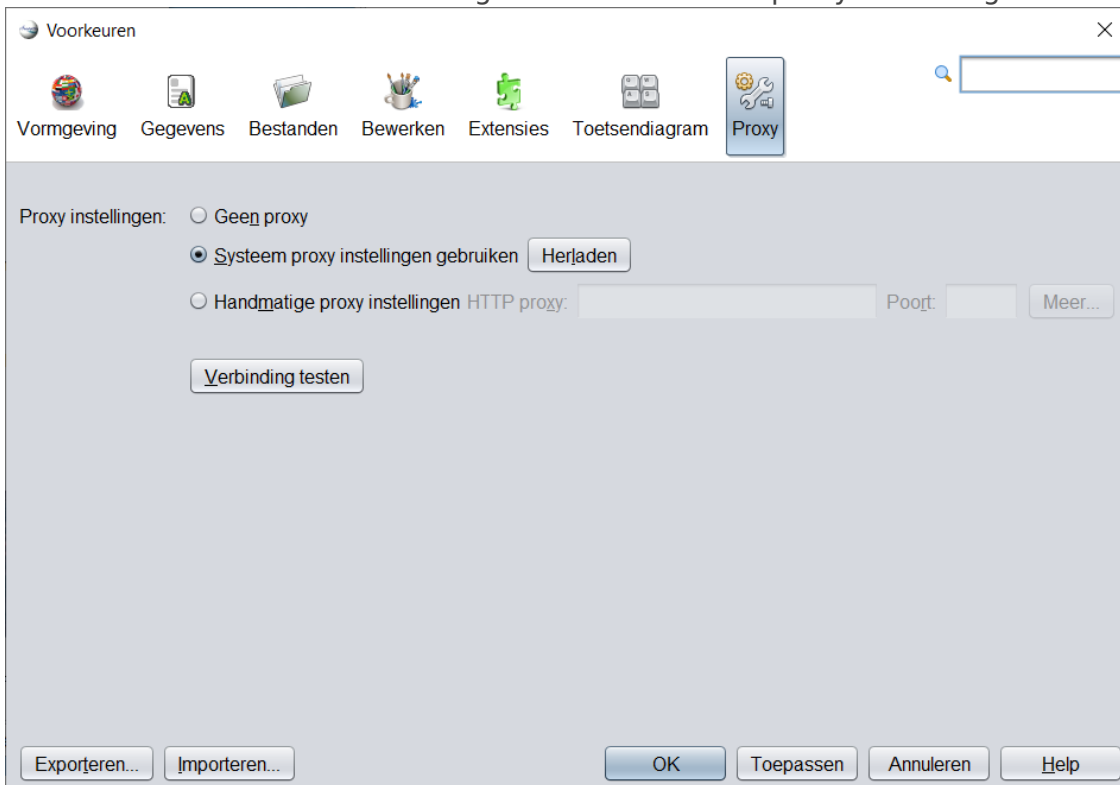 Voorkeuren
Vormgeving Gegevens Bestanden Bewerken Extensies Toetsendiagram Proxy
Proxy instellingen: Geen proxy
Systeem proxy instellingen gebruiken Herladen
Handmatige proxy instellingen HTTP proxy: Poort: Meer...
Verbinding testen
Exporteren... Importeren... OK Toepassen Annuleren Help